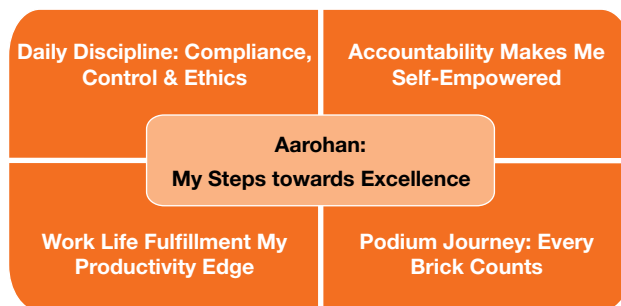 Daily Discipline: Compliance,
Control & Ethics
Accountability Makes Me
Self-Empowered
Aarohan:
My Steps towards Excellence
Work Life Fulfillment My
Productivity Edge
Podium Journey: Every
Brick Counts